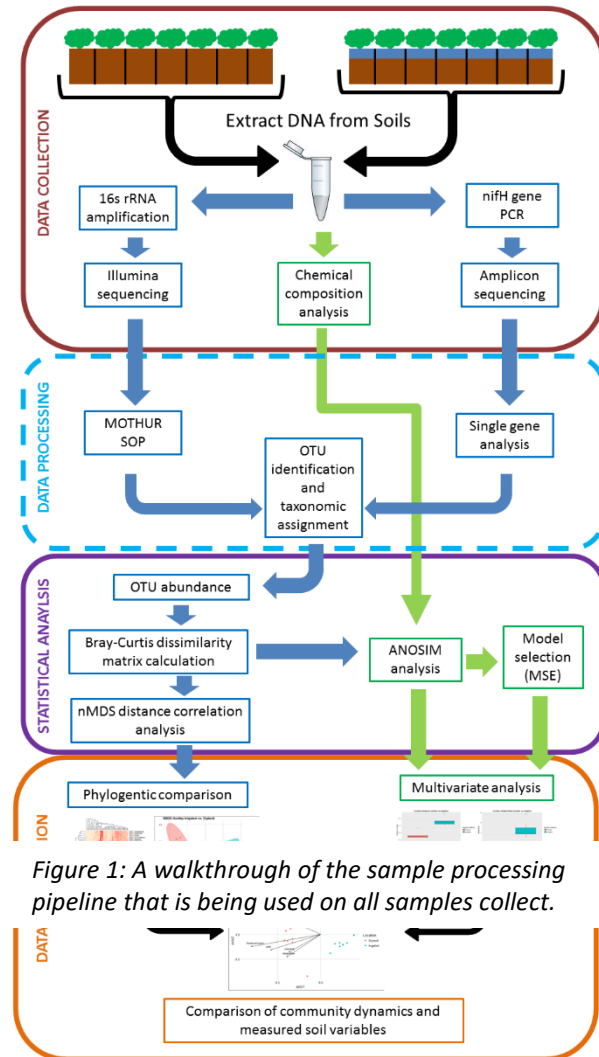 Extract DNA from Soils
DATA COLLECTION
16s rRNA
amplification
nifH gene
PCR
Illumina
sequencing
Chemical
composition
analysis
Amplicon
sequencing
DATA PROCESSING
MOTHUR
SOP
Single gene
analysis
OTU
identification
and
taxonomic
assignment
STATISTICAL ANAYLSIS
OTU abundance
Bray-Curtis dissimilarity
matrix calculation
ANOSIM
analysis
Model
selection
(MSE)
nMDS distance correlation
analysis
Phylogentic comparison
Multivariate analysis
Figure 1: A walkthrough of the sample processing
pipeline that is being used on all samples collect.
DATA
ION
Comparison of community dynamics and
measured soil variables